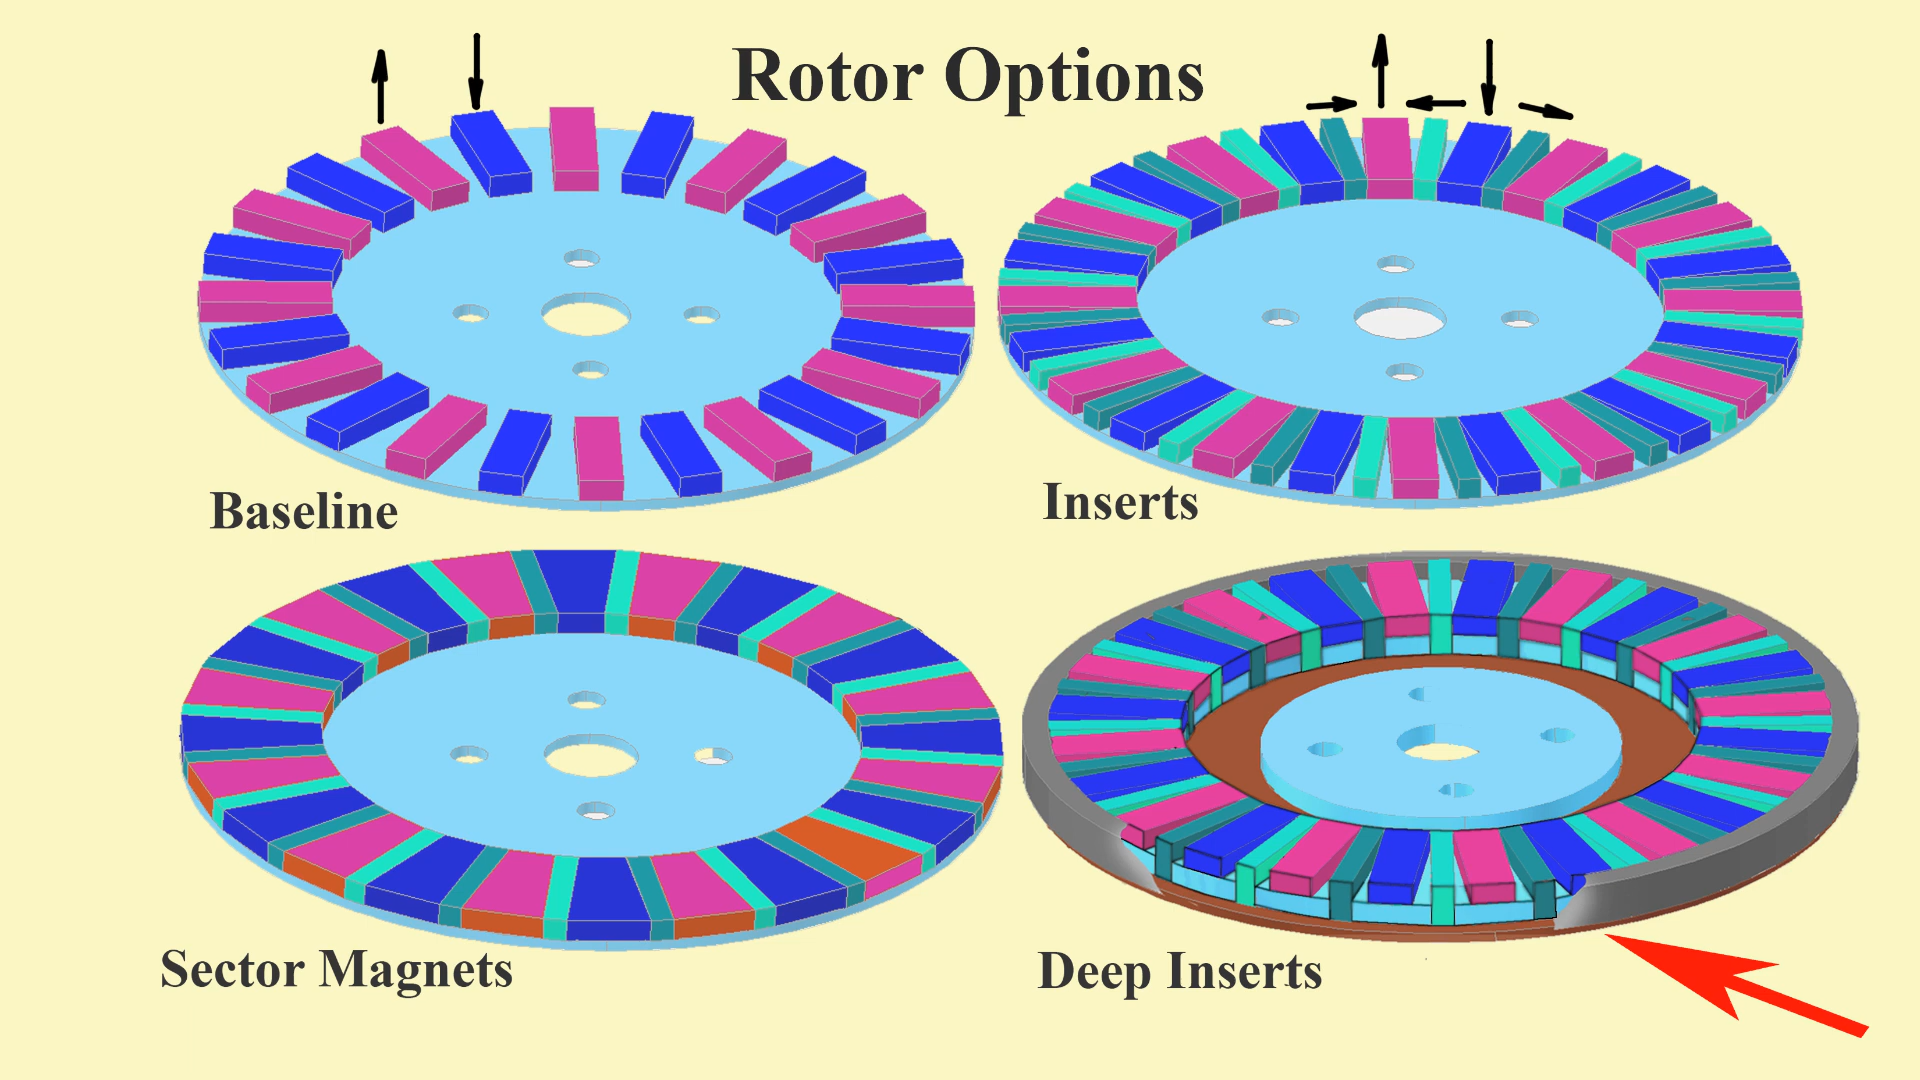 Rotor Options
Baseline
Inserts
Sector Magnets
Deep Inserts